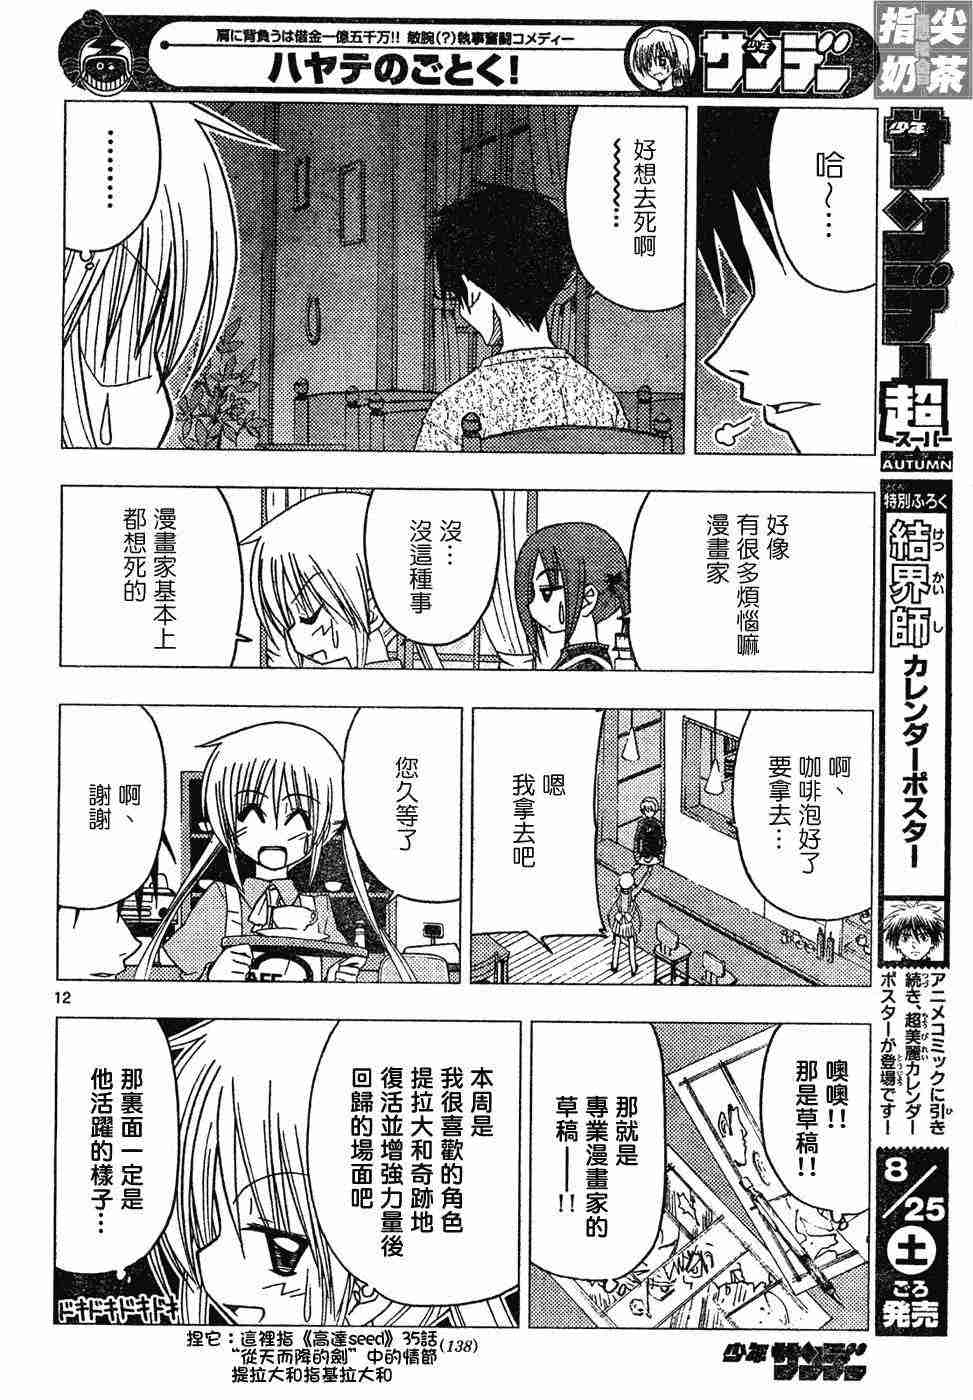 肩に背負うは借金一億五千万!! 敏腕(?)執事奮闘コメディー
ハヤテのごとく!
少年
サンデー
指尖
奶茶
哈～…
好想去死啊
………
好像
有很多煩惱嘛
漫畫家
沒…
沒這種事
漫畫家基本上
都想死的
啊、
咖啡泡好了
要拿去…
嗯
我拿去吧
您久等了
啊、
謝謝
噢噢!!
那是草稿!!
那就是
專業漫畫家的
草稿——!!
本周是
我很喜歡的角色
提拉大和奇跡地
復活並增強力量後
回歸的場面吧
那裏面一定是
他活躍的樣子…
ドキドキドキドキ
12
捏它：這裡指《高達seed》35話
“從天而降的劍”中的情節
提拉大和指基拉大和
(138)
少年サンデー
少年
サンデー
超
スーパー
AUTUMN
とくべつ
特別ふろく
けっかいし
結界師
カレンダーポスター
アニメコミックに引き
続き、超美麗カレンダー
ポスターが登場です!
8/25
土
ごろ
発売